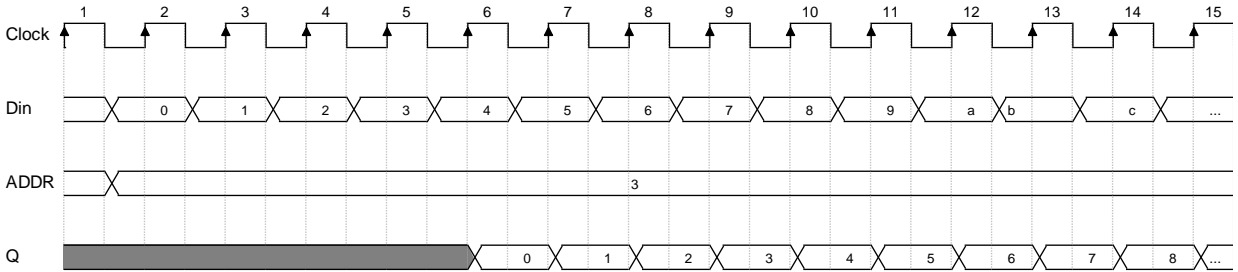 1 2 3 4 5 6 7 8 9 10 11 12 13 14 15
Clock
Din 0 1 2 3 4 5 6 7 8 9 a b c ...
ADDR 3
Q 0 1 2 3 4 5 6 7 8 ...